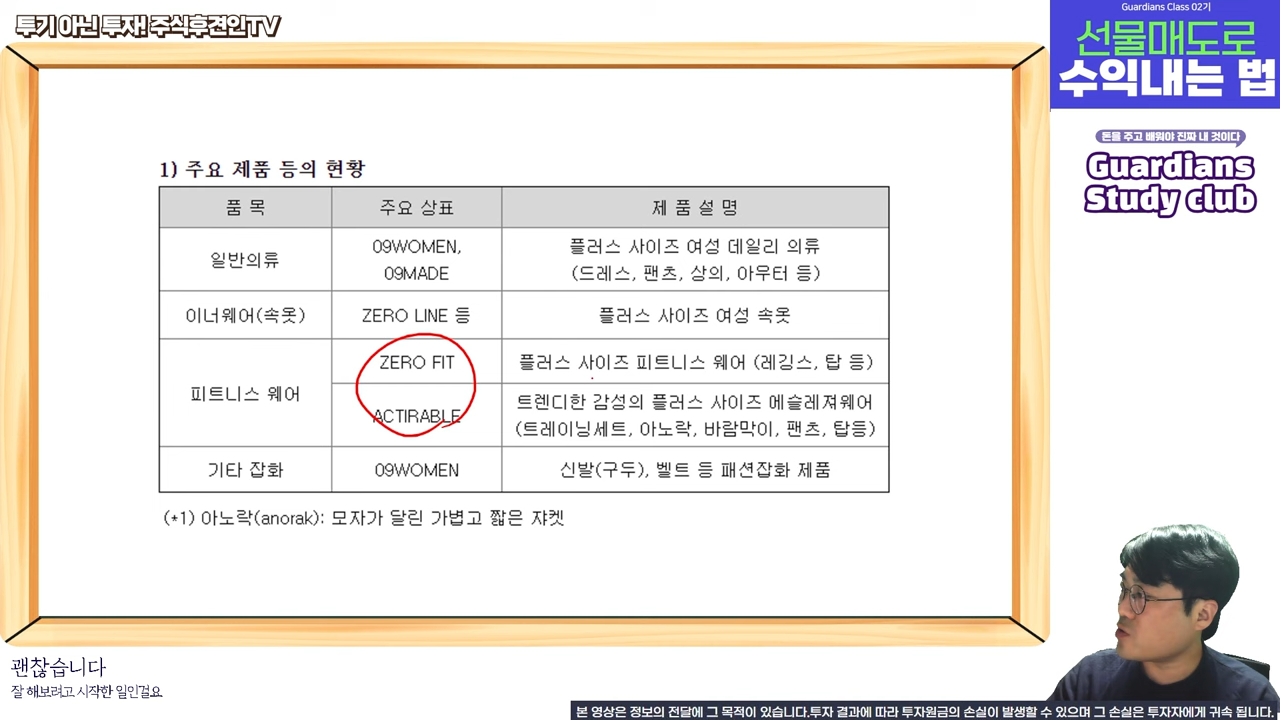 투기 아닌 투재! 주식후견인TV
Guardians Class 02기
선물매도로
수익내는 법
돈을 주고 배워야 진짜 내 것이다
Guardians
Study club
1) 주요 제품 등의 현황
품 목 주요 상표 제 품 설 명
일반의류 09WOMEN, 09MADE 플러스 사이즈 여성 데일리 의류
(드레스, 팬츠, 상의, 아우터 등)
이너웨어(속옷) ZERO LINE 등 플러스 사이즈 여성 속옷
피트니스 웨어 ZERO FIT 플러스 사이즈 피트니스 웨어 (레깅스, 탑 등)
ACTIRABLE 트렌디한 감성의 플러스 사이즈 에슬레져웨어
(트레이닝세트, 아노락, 바람막이, 팬츠, 탑등)
기타 잡화 09WOMEN 신발(구두), 벨트 등 패션잡화 제품
(*1) 아노락(anorak): 모자가 달린 가볍고 짧은 쟈켓
괜찮습니다
잘 해보려고 시작한 일인걸요
본 영상은 정보의 전달에 그 목적이 있습니다.투자 결과에 따라 투자원금의 손실이 발생할 수 있으며 그 손실은 투자자에게 귀속 됩니다.